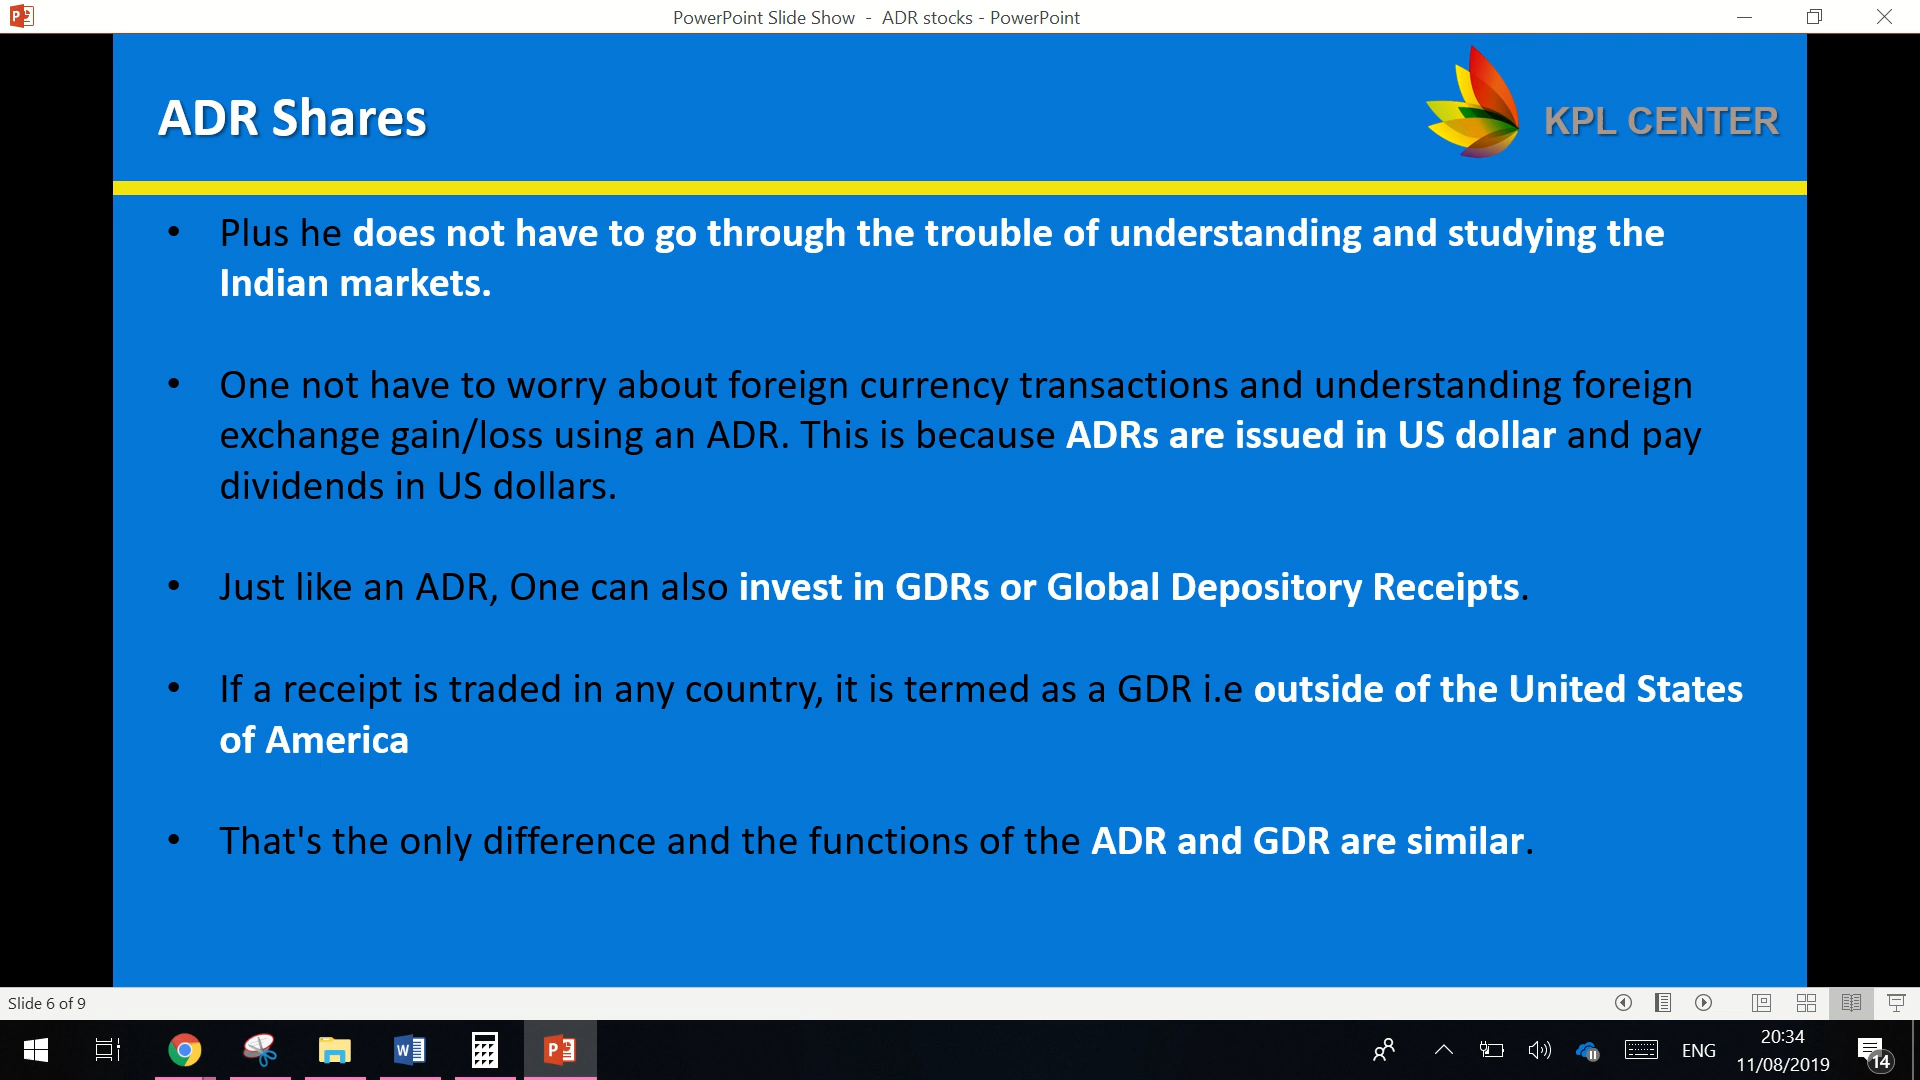 PowerPoint Slide Show - ADR stocks - PowerPoint
ADR Shares
KPL CENTER
• Plus he does not have to go through the trouble of understanding and studying the
Indian markets.
• One not have to worry about foreign currency transactions and understanding foreign
exchange gain/loss using an ADR. This is because ADRs are issued in US dollar and pay
dividends in US dollars.
• Just like an ADR, One can also invest in GDRs or Global Depository Receipts.
• If a receipt is traded in any country, it is termed as a GDR i.e outside of the United States
of America
• That's the only difference and the functions of the ADR and GDR are similar.
Slide 6 of 9
ENG
20:34
11/08/2019
14